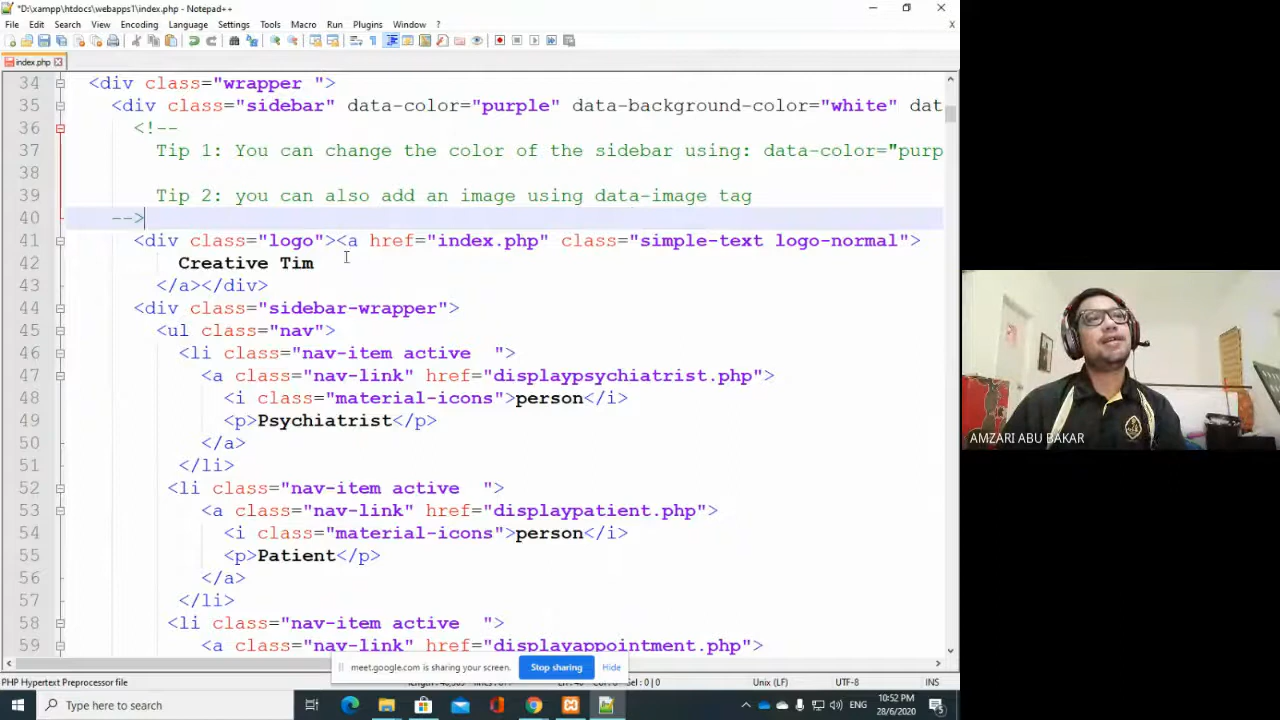 *D:\xampp\htdocs\webapps1\index.php - Notepad++
File Edit Search View Encoding Language Settings Tools Macro Run Plugins Window ?
X
index.php
34 <div class="wrapper ">
35 <div class="sidebar" data-color="purple" data-background-color="white" dat
36 <!--
37 Tip 1: You can change the color of the sidebar using: data-color="purp
38
39 Tip 2: you can also add an image using data-image tag
40 -->
41 <div class="logo"><a href="index.php" class="simple-text logo-normal">
42 Creative Tim
43 </a></div>
44 <div class="sidebar-wrapper">
45 <ul class="nav">
46 <li class="nav-item active  ">
47 <a class="nav-link" href="displaypsychiatrist.php">
48 <i class="material-icons">person</i>
49 <p>Psychiatrist</p>
50 </a>
51 </li>
52 <li class="nav-item active  ">
53 <a class="nav-link" href="displaypatient.php">
54 <i class="material-icons">person</i>
55 <p>Patient</p>
56 </a>
57 </li>
58 <li class="nav-item active  ">
59 <a class="nav-link" href="displayappointment.php">
AMZARI ABU BAKAR
meet.google.com is sharing your screen. Stop sharing Hide
PHP Hypertext Preprocessor file Sel : 0 | 0 Unix (LF) UTF-8 INS
Type here to search
ENG
10:52 PM
28/6/2020
5